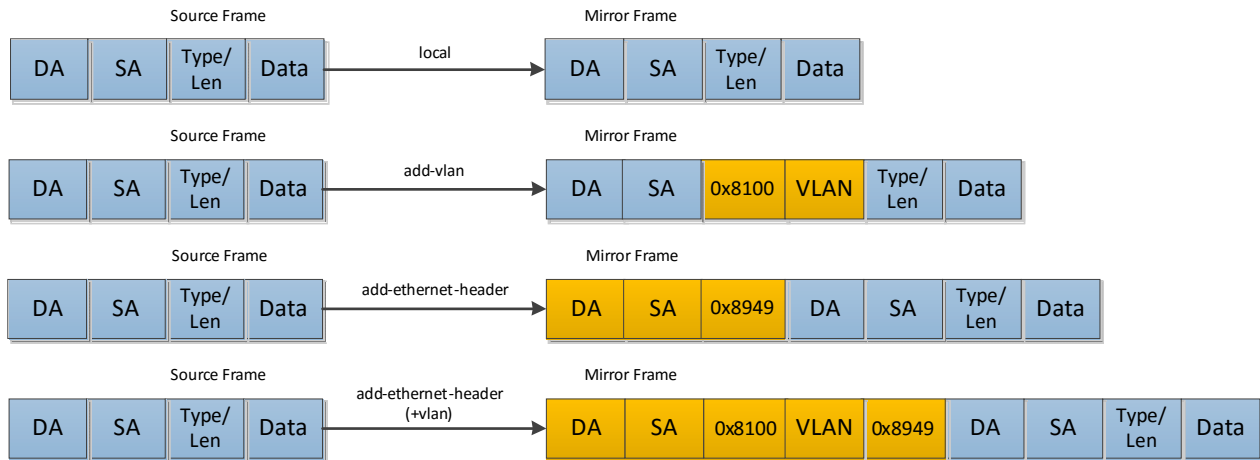 Source Frame Mirror Frame
DA SA Type/ Len Data local DA SA Type/ Len Data
Source Frame Mirror Frame
DA SA Type/ Len Data add-vlan DA SA 0x8100 VLAN Type/ Len Data
Source Frame Mirror Frame
DA SA Type/ Len Data add-ethernet-header DA SA 0x8949 DA SA Type/ Len Data
Source Frame Mirror Frame
DA SA Type/ Len Data add-ethernet-header (+vlan) DA SA 0x8100 VLAN 0x8949 DA SA Type/ Len Data